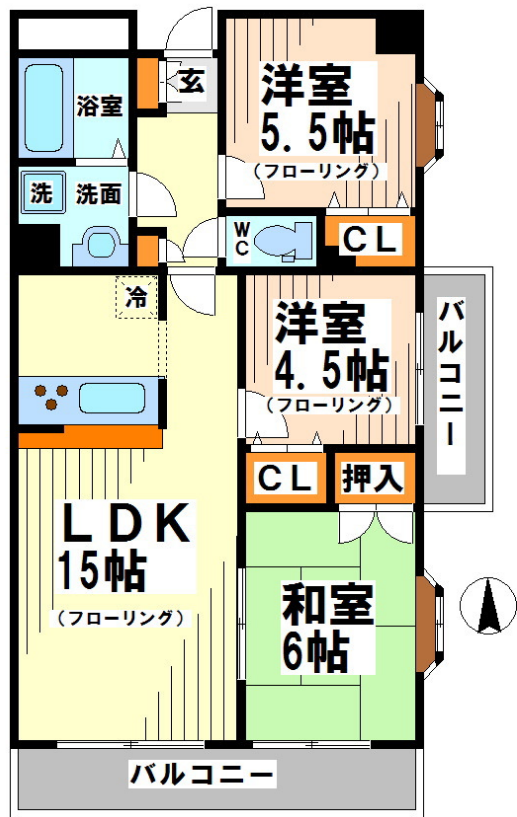 玄
浴室
洋室
5.5帖
(フローリング)
洗
洗面
WC
CL
冷
洋室
4.5帖
(フローリング)
バルコニー
CL
押入
LDK
15帖
(フローリング)
和室
6帖
バルコニー